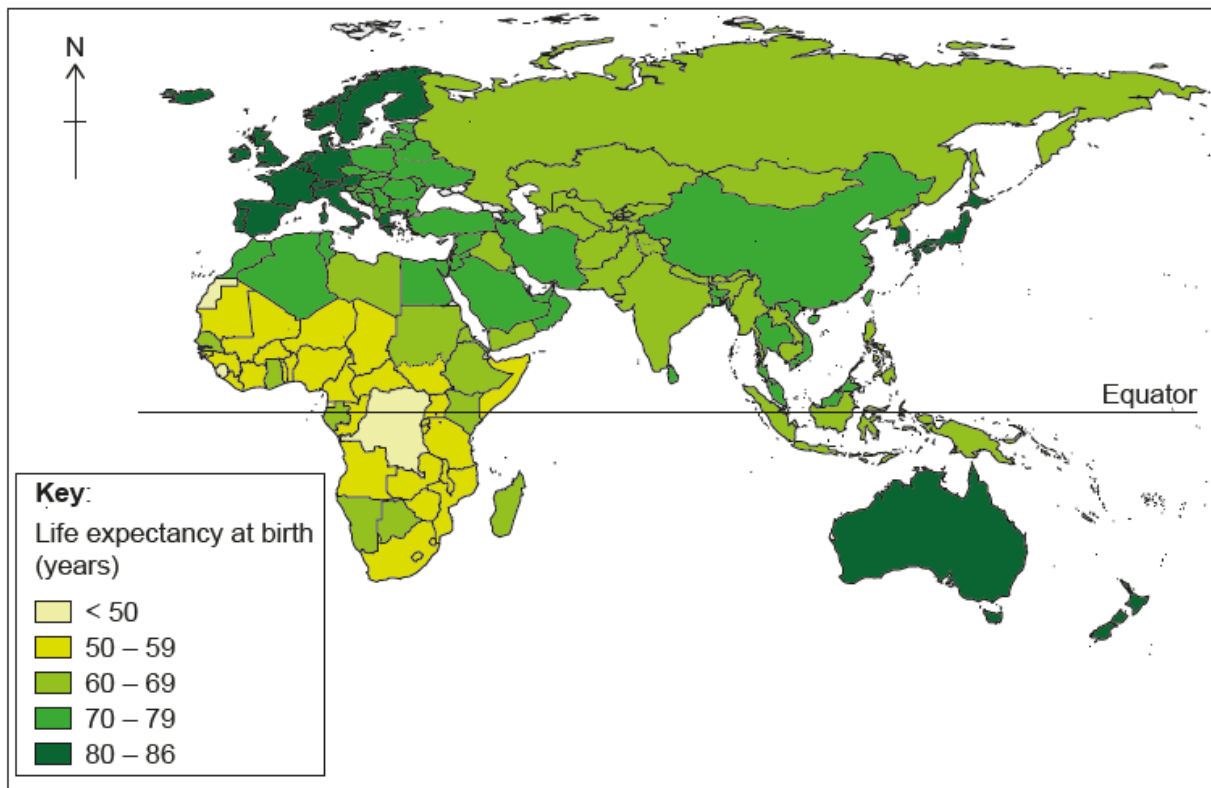 N
Equator
Key:
Life expectancy at birth
(years)
< 50
50 – 59
60 – 69
70 – 79
80 – 86